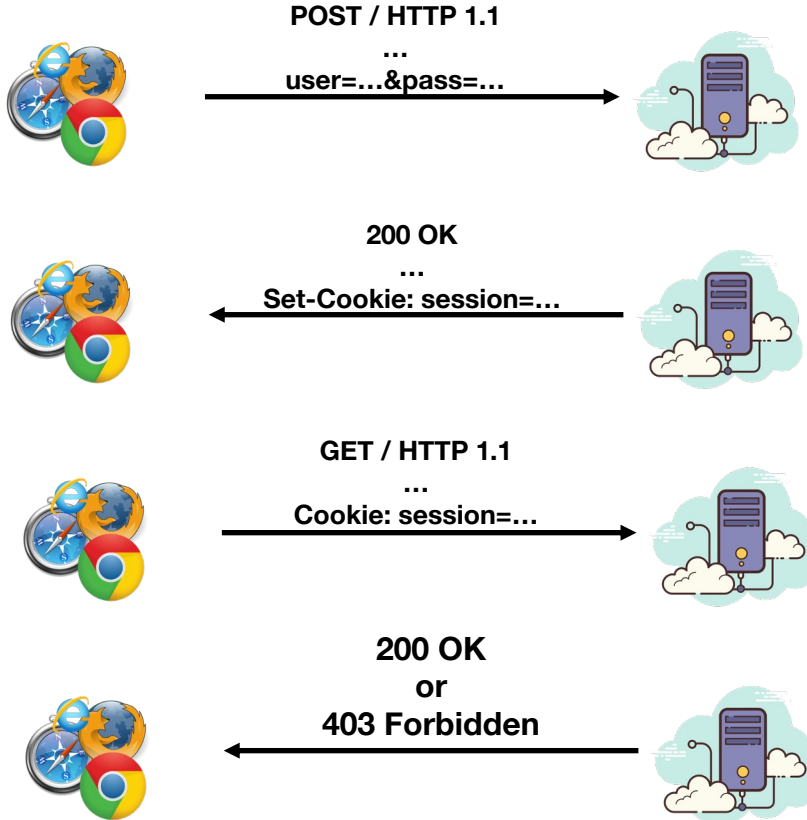 POST / HTTP 1.1
...
user=...&pass=...
200 OK
...
Set-Cookie: session=...
GET / HTTP 1.1
...
Cookie: session=...
200 OK
or
403 Forbidden